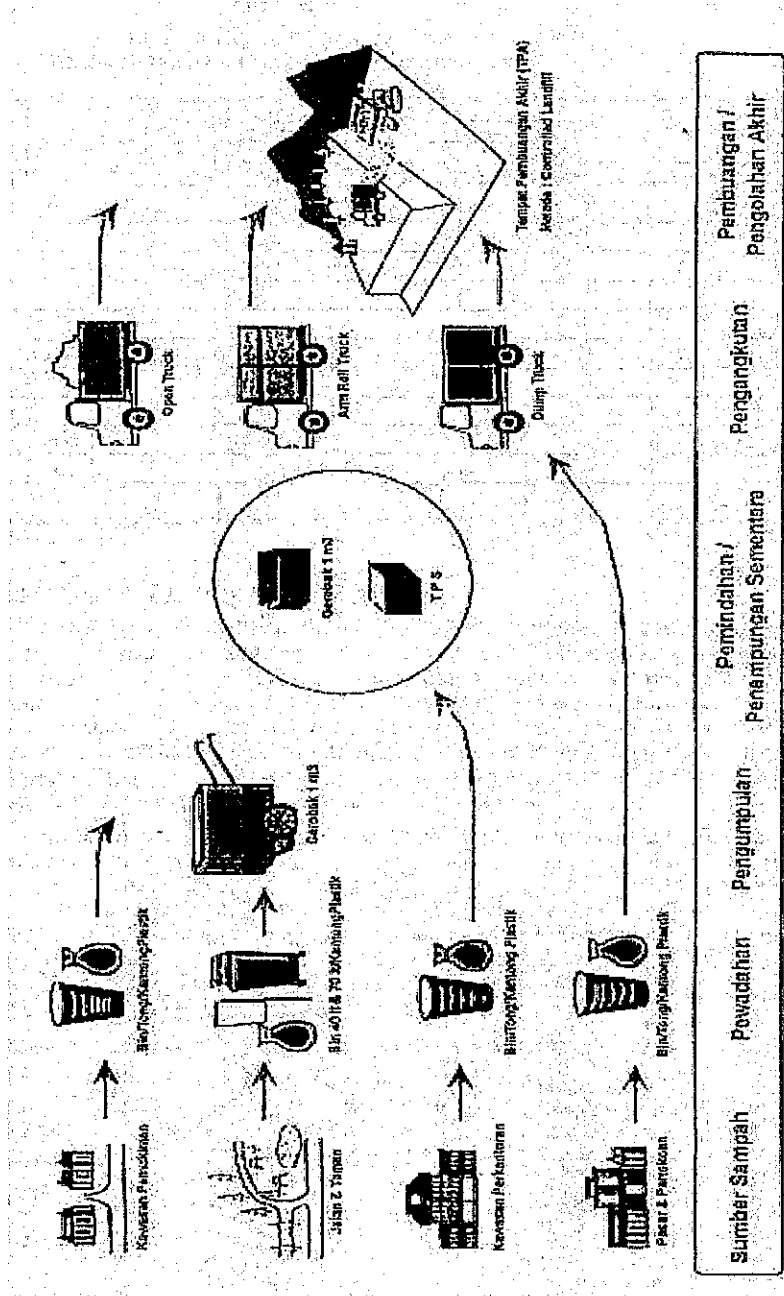 Kawasan Pemukiman
Bin/Tong/Kantong Plastik
Open Truck
Jalan & Taman
Bin 40 lt & 70 lt/Kantong Plastik
Gerobak 1 m3
Gerobak 1 m3
T P S
Arm Roll Truck
Tempat Pembuangan Akhir (TPA)
Metode : Controlled Landfill
Kawasan Perkantoran
Bin/Tong/Kantong Plastik
Dump Truck
Pasar & Pertokoan
Bin/Tong/Kantong Plastik
Sumber Sampah
Pewadahan
Pengumpulan
Pemindahan /
Penampungan Sementara
Pengangkutan
Pembuangan /
Pengolahan Akhir